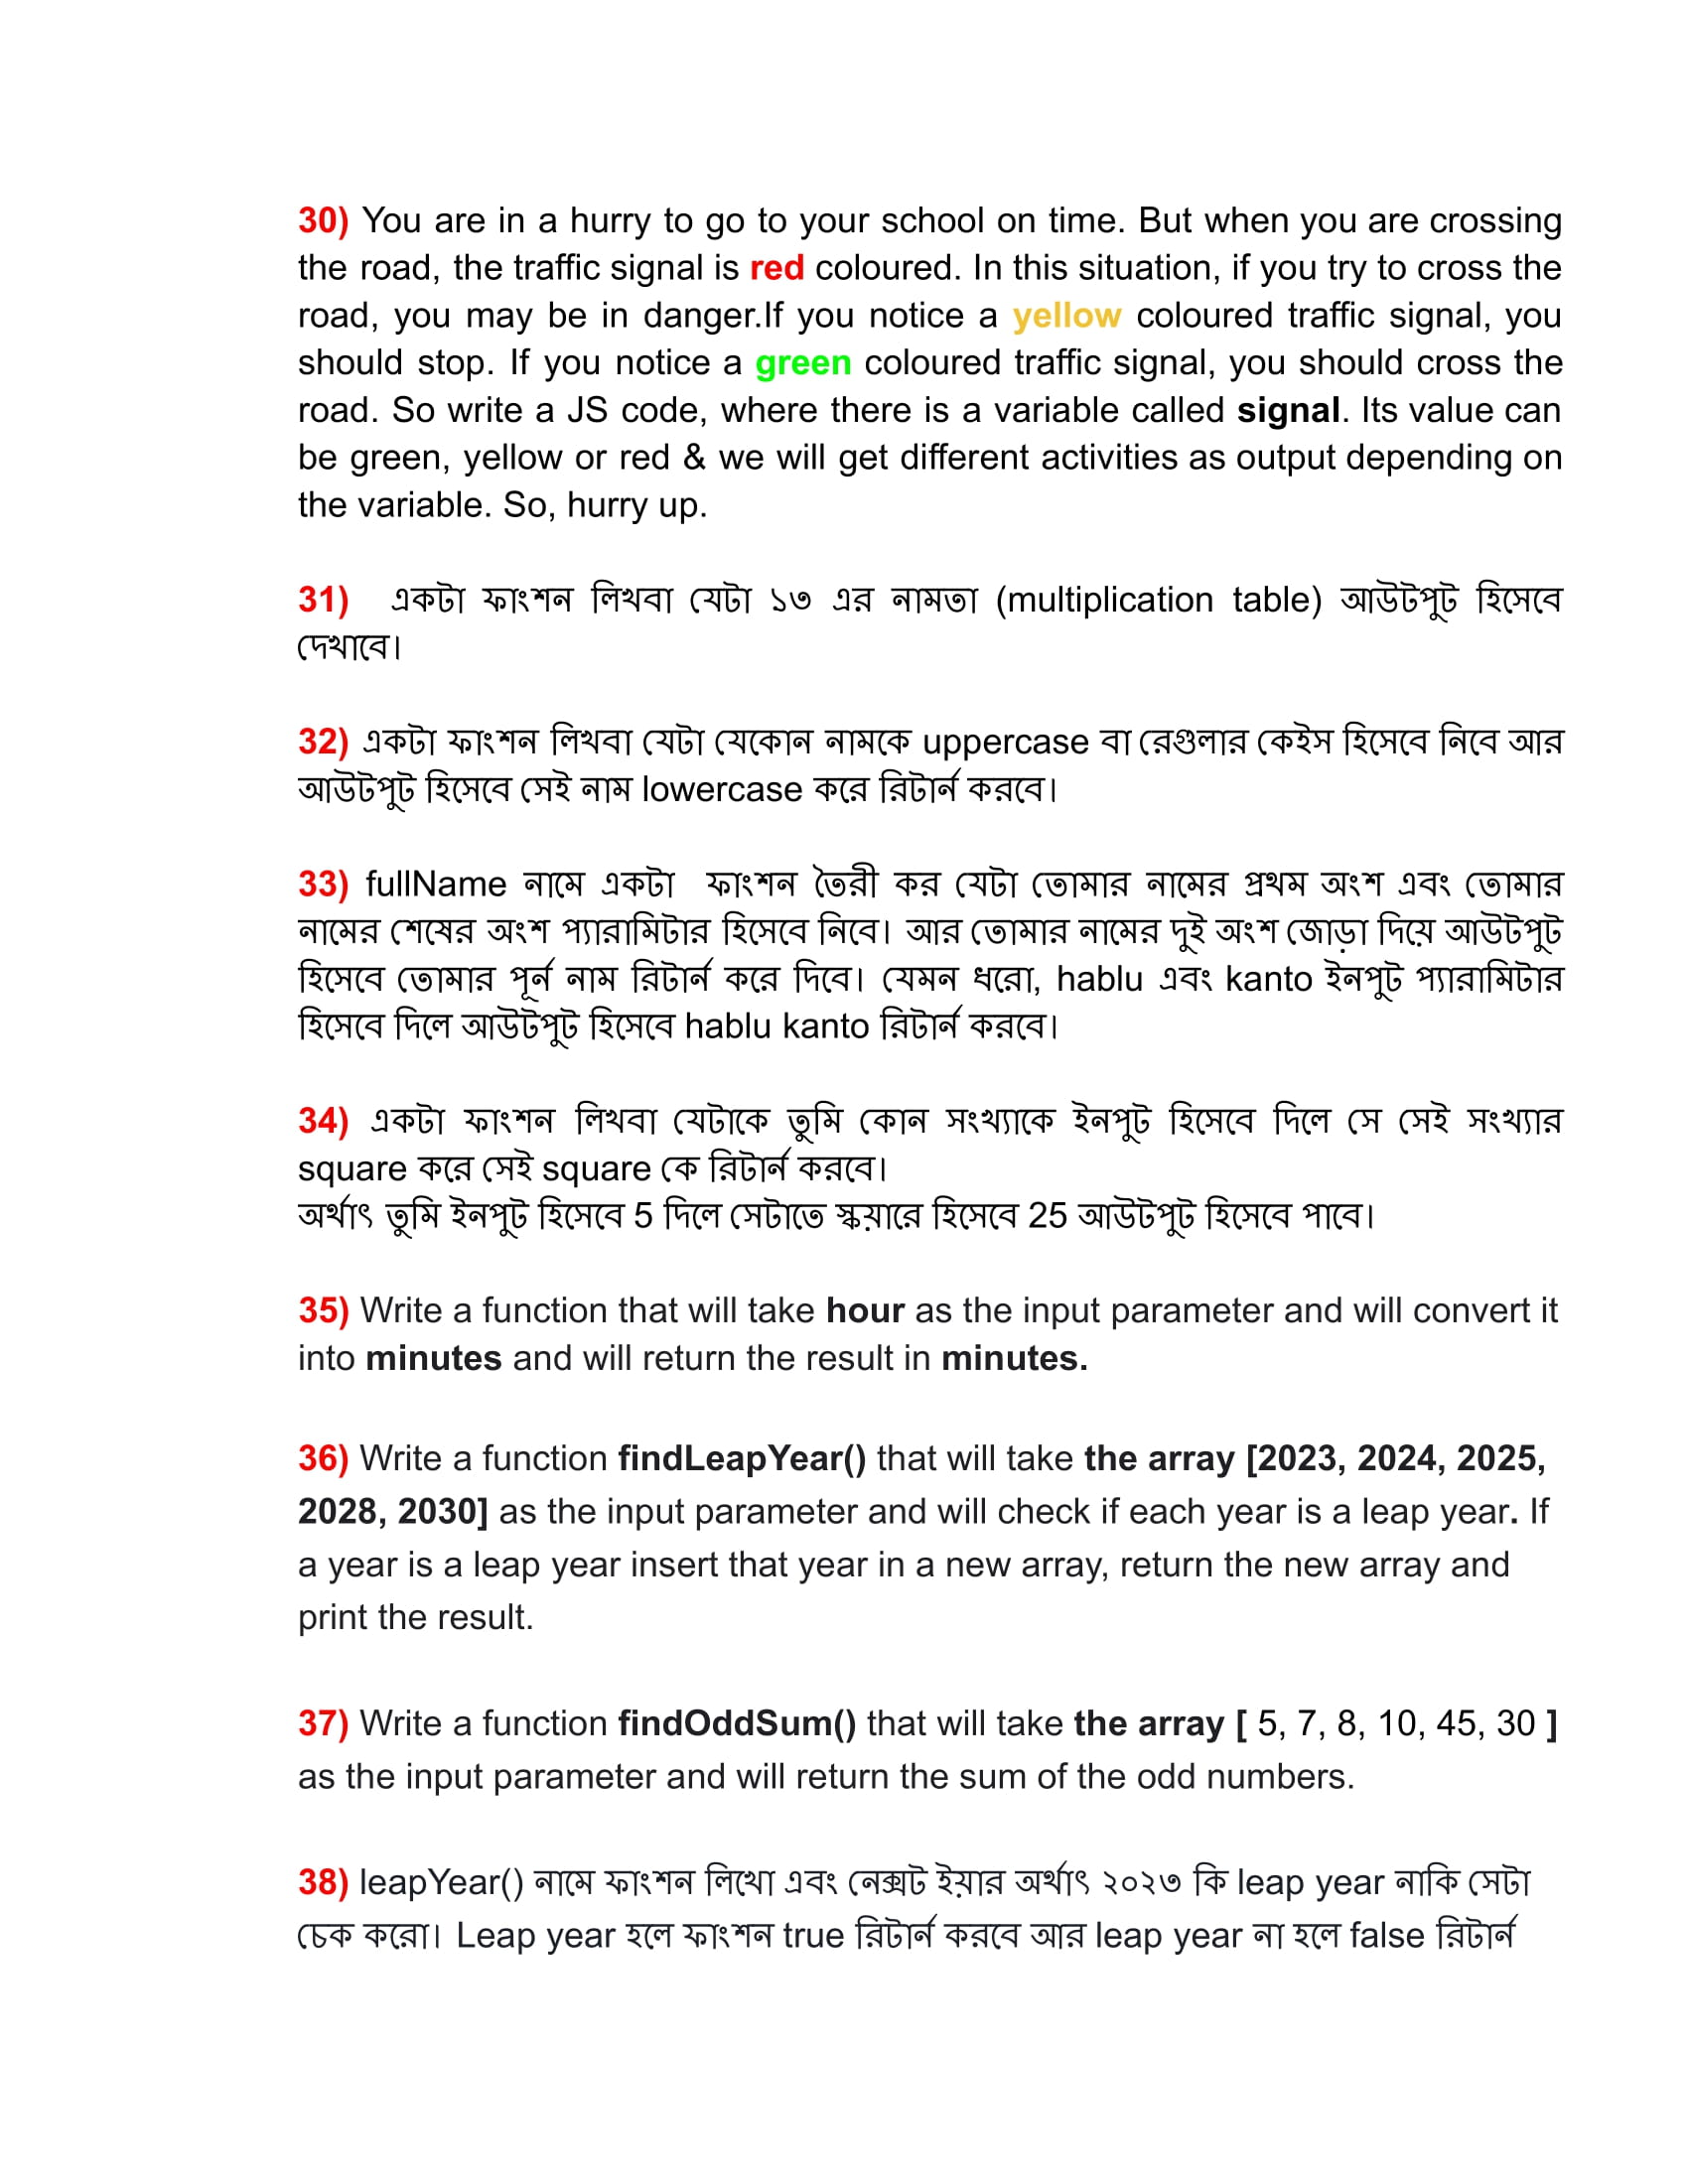 30) You are in a hurry to go to your school on time. But when you are crossing
the road, the traffic signal is red coloured. In this situation, if you try to cross the
road, you may be in danger.If you notice a yellow coloured traffic signal, you
should stop. If you notice a green coloured traffic signal, you should cross the
road. So write a JS code, where there is a variable called signal. Its value can
be green, yellow or red & we will get different activities as output depending on
the variable. So, hurry up.
31) একটা ফাংশন লিখবা যেটা ১৩ এর নামতা (multiplication table) আউটপুট হিসেবে
দেখাবে।
32) একটা ফাংশন লিখবা যেটা যেকোন নামকে uppercase বা রেগুলার কেইস হিসেবে নিবে আর
আউটপুট হিসেবে সেই নাম lowercase করে রিটার্ন করবে।
33) fullName নামে একটা ফাংশন তৈরী কর যেটা তোমার নামের প্রথম অংশ এবং তোমার
নামের শেষের অংশ প্যারামিটার হিসেবে নিবে। আর তোমার নামের দুই অংশ জোড়া দিয়ে আউটপুট
হিসেবে তোমার পূর্ন নাম রিটার্ন করে দিবে। যেমন ধরো, hablu এবং kanto ইনপুট প্যারামিটার
হিসেবে দিলে আউটপুট হিসেবে hablu kanto রিটার্ন করবে।
34) একটা ফাংশন লিখবা যেটাকে তুমি কোন সংখ্যাকে ইনপুট হিসেবে দিলে সে সেই সংখ্যার
square করে সেই square কে রিটার্ন করবে।
অর্থাৎ তুমি ইনপুট হিসেবে 5 দিলে সেটাতে স্কয়ারে হিসেবে 25 আউটপুট হিসেবে পাবে।
35) Write a function that will take hour as the input parameter and will convert it
into minutes and will return the result in minutes.
36) Write a function findLeapYear() that will take the array [2023, 2024, 2025,
2028, 2030] as the input parameter and will check if each year is a leap year. If
a year is a leap year insert that year in a new array, return the new array and
print the result.
37) Write a function findOddSum() that will take the array [ 5, 7, 8, 10, 45, 30 ]
as the input parameter and will return the sum of the odd numbers.
38) leapYear() নামে ফাংশন লিখো এবং নেক্সট ইয়ার অর্থাৎ ২০২৩ কি leap year নাকি সেটা
চেক করো। Leap year হলে ফাংশন true রিটার্ন করবে আর leap year না হলে false রিটার্ন